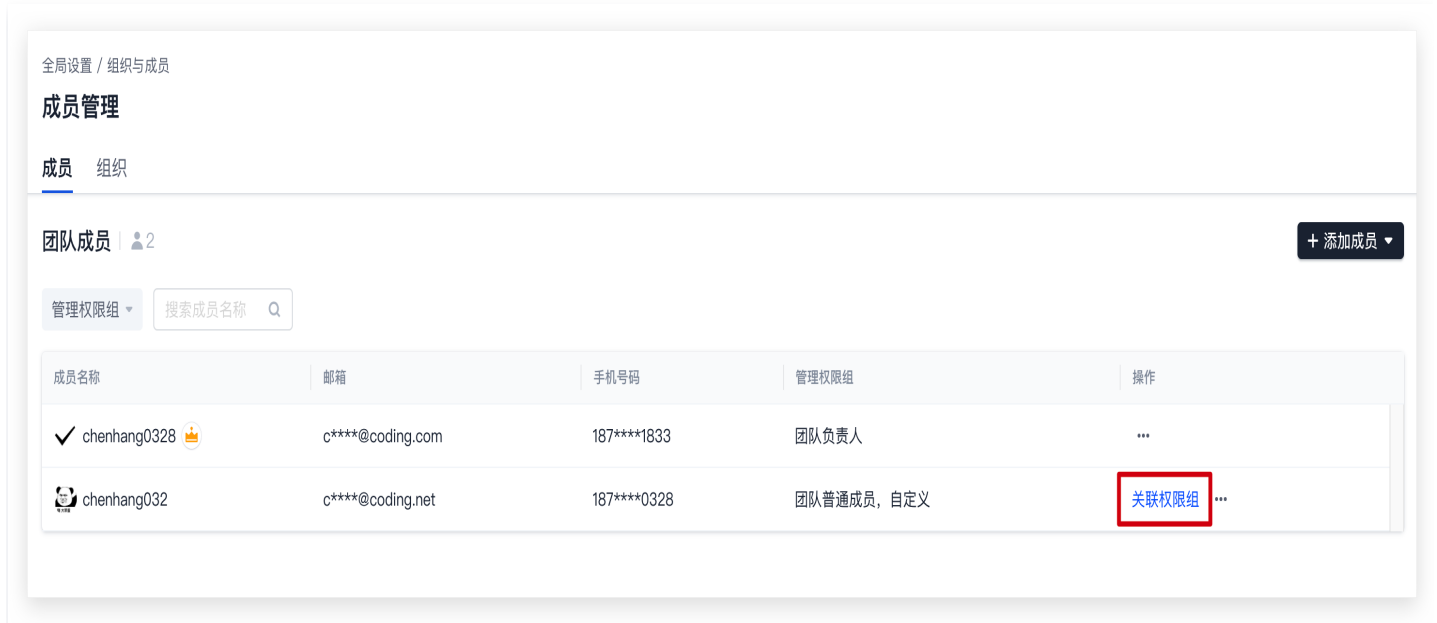 全局设置 / 组织与成员
成员管理
成员 组织
团队成员 2
+ 添加成员
管理权限组 搜索成员名称
成员名称 邮箱 手机号码 管理权限组 操作
chenhang0328 c****@coding.com 187****1833 团队负责人 ···
chenhang032 c****@coding.net 187****0328 团队普通成员，自定义 关联权限组 ···